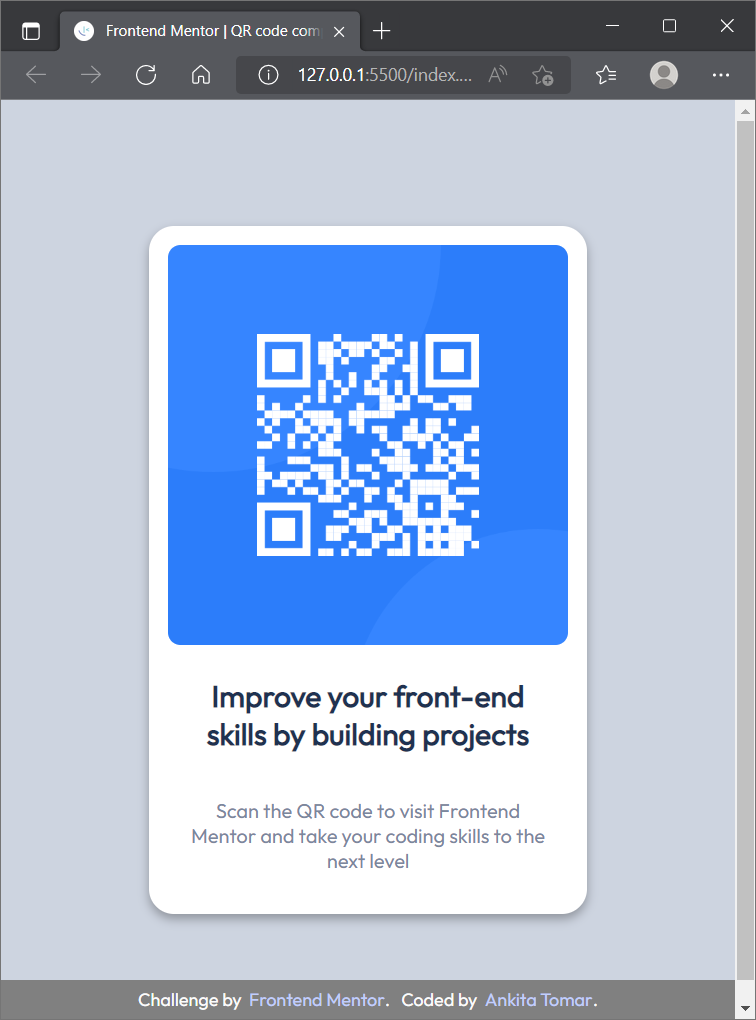 Frontend Mentor | QR code com
127.0.0.1:5500/index....
Improve your front-end
skills by building projects
Scan the QR code to visit Frontend
Mentor and take your coding skills to the
next level
Challenge by Frontend Mentor. Coded by Ankita Tomar.